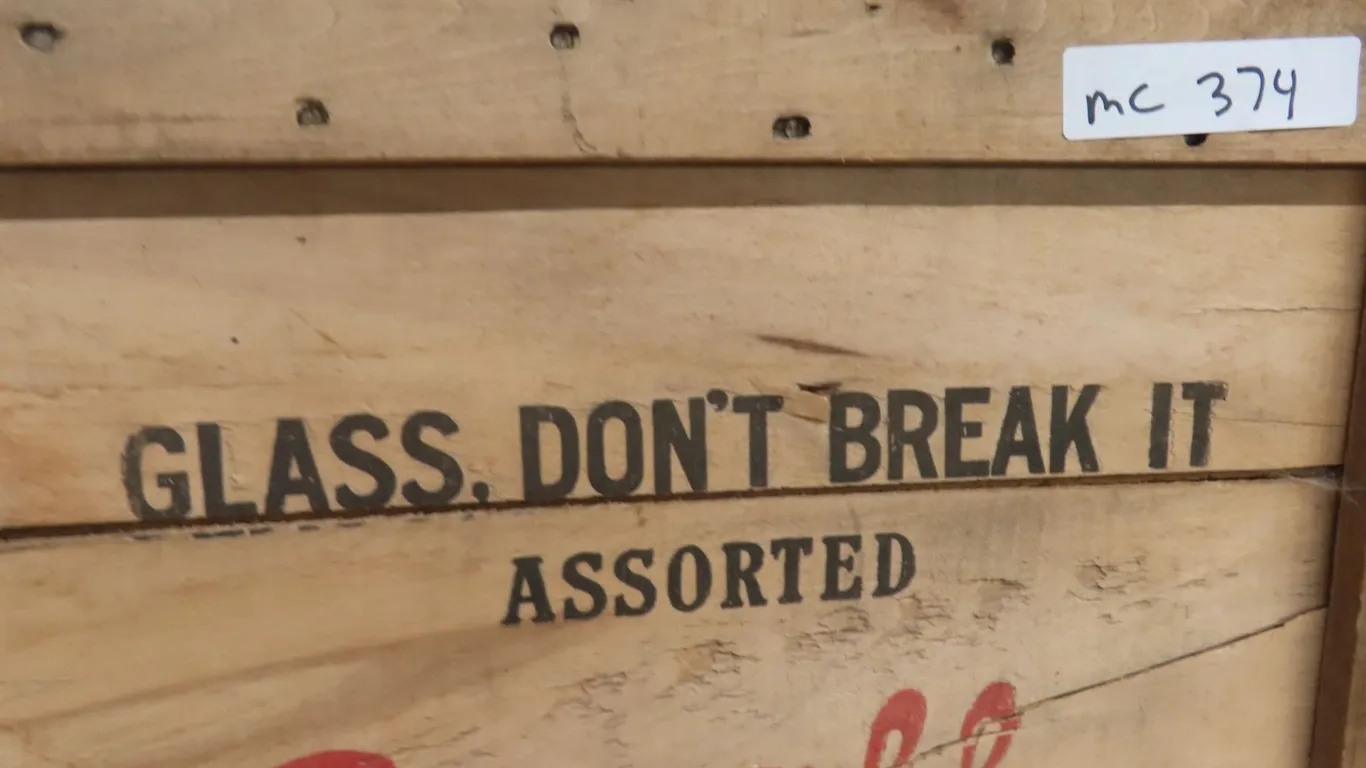 mc 374
GLASS. DON'T BREAK IT
ASSORTED